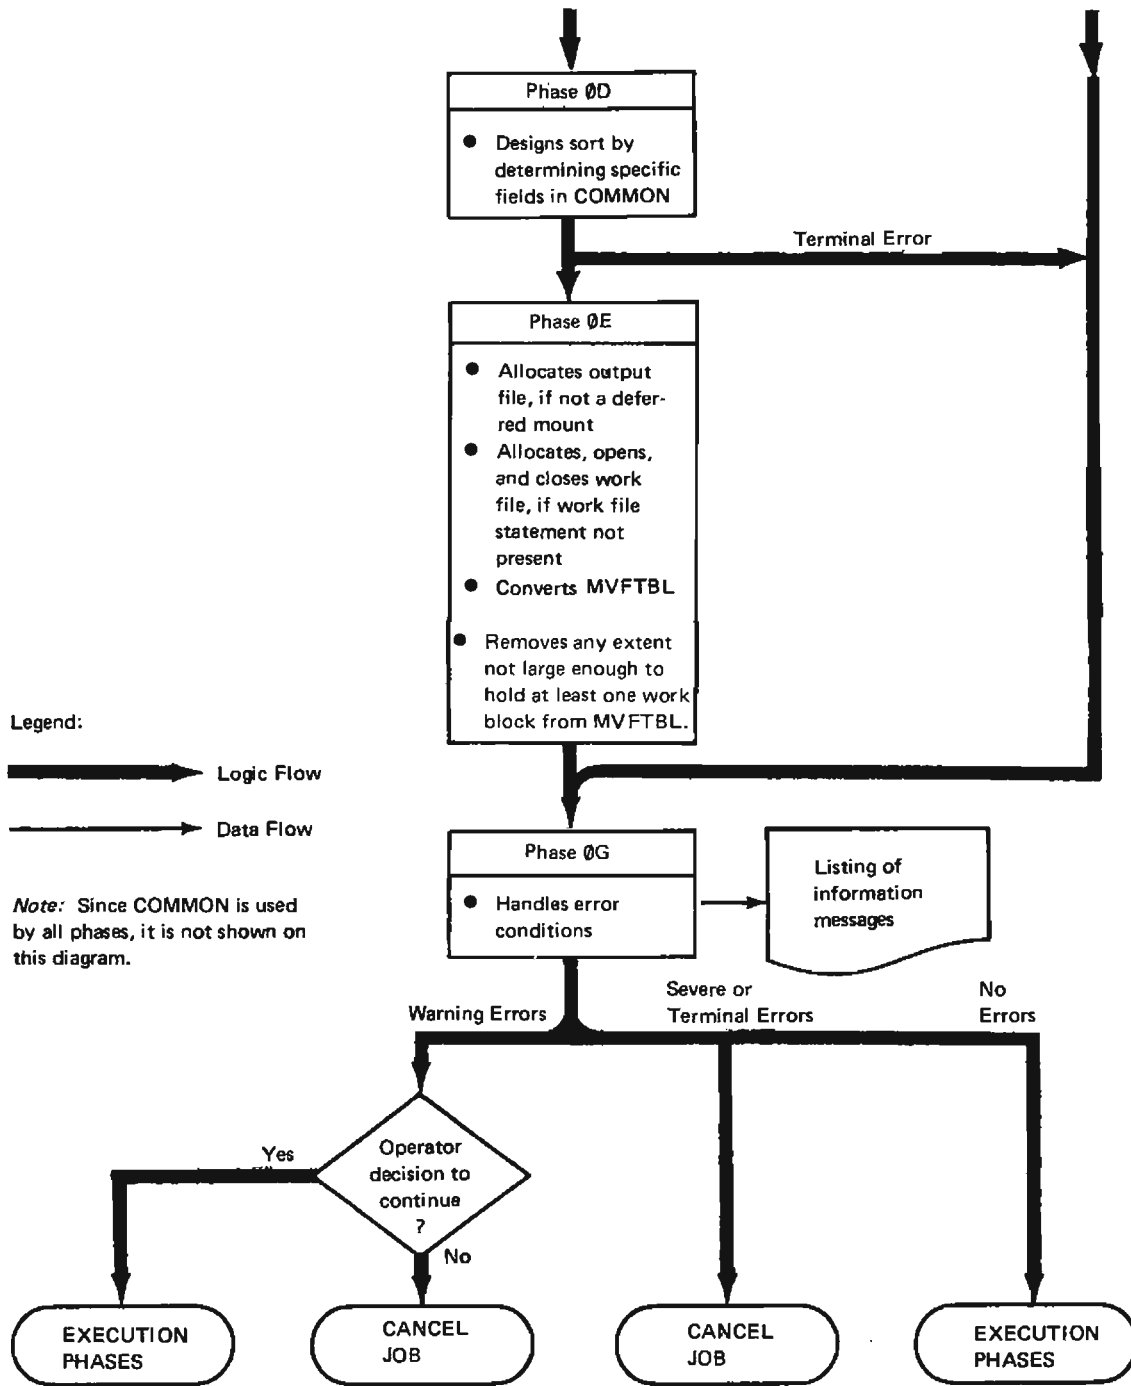 Phase ØD
● Designs sort by
determining specific
fields in COMMON
Terminal Error
Phase ØE
● Allocates output
file, if not a defer-
red mount
● Allocates, opens,
and closes work
file, if work file
statement not
present
● Converts MVFTBL
● Removes any extent
not large enough to
hold at least one work
block from MVFTBL.
Legend:
Logic Flow
Data Flow
Note: Since COMMON is used
by all phases, it is not shown on
this diagram.
Phase ØG
● Handles error
conditions
Listing of
information
messages
Warning Errors
Severe or
Terminal Errors
No
Errors
Operator
decision to
continue
?
Yes
No
EXECUTION
PHASES
CANCEL
JOB
CANCEL
JOB
EXECUTION
PHASES